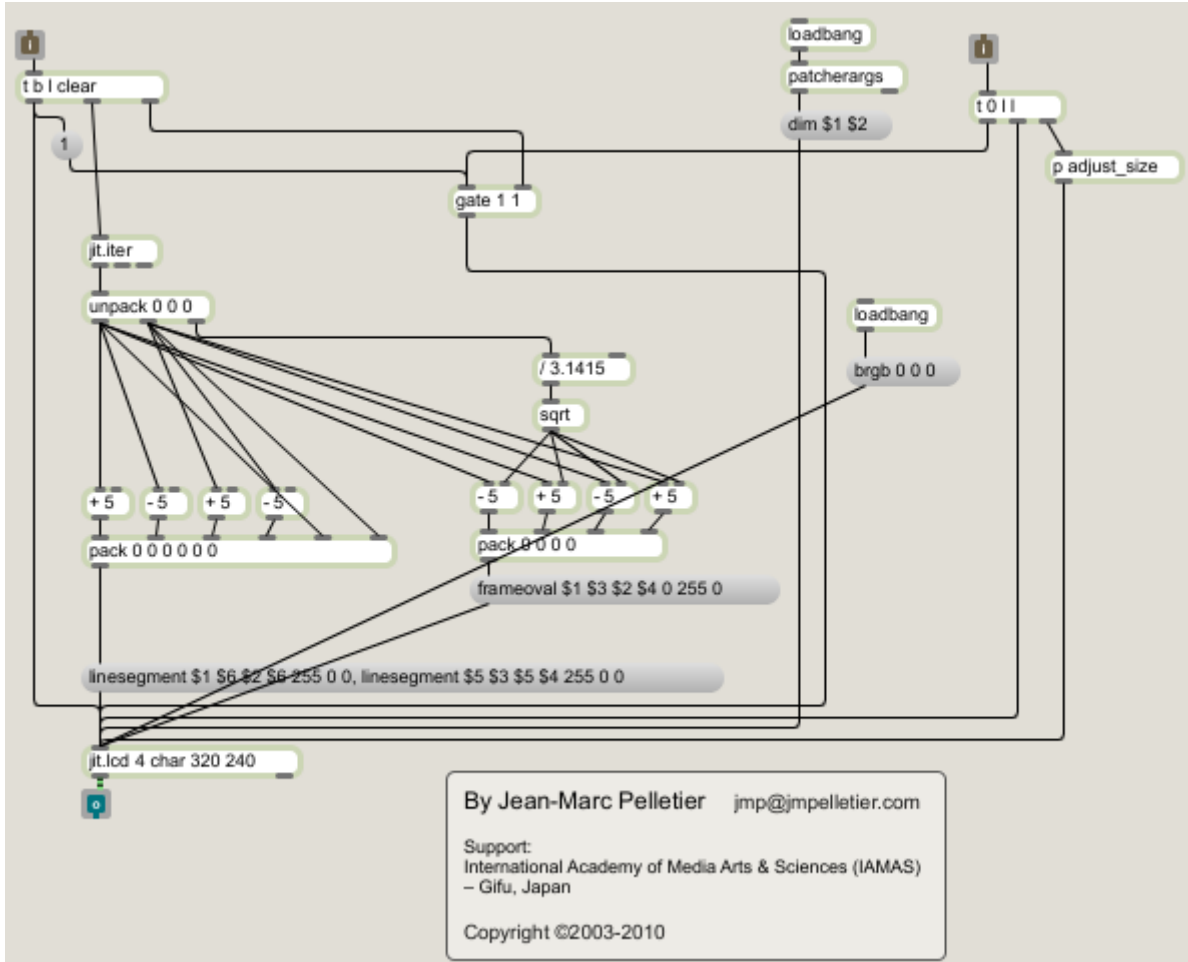 loadbang
t b l clear
patcherargs
t 0 l l
dim $1 $2
1
p adjust_size
gate 1 1
jit.iter
unpack 0 0 0
loadbang
/ 3.1415
brgb 0 0 0
sqrt
+ 5
- 5
+ 5
- 5
- 5
+ 5
- 5
+ 5
pack 0 0 0 0 0 0
pack 0 0 0 0
frameoval $1 $3 $2 $4 0 255 0
linesegment $1 $6 $2 $6 255 0 0, linesegment $5 $3 $5 $4 255 0 0
jit.lcd 4 char 320 240
By Jean-Marc Pelletier jmp@jmpelletier.com
Support:
International Academy of Media Arts & Sciences (IAMAS)
– Gifu, Japan
Copyright ©2003-2010